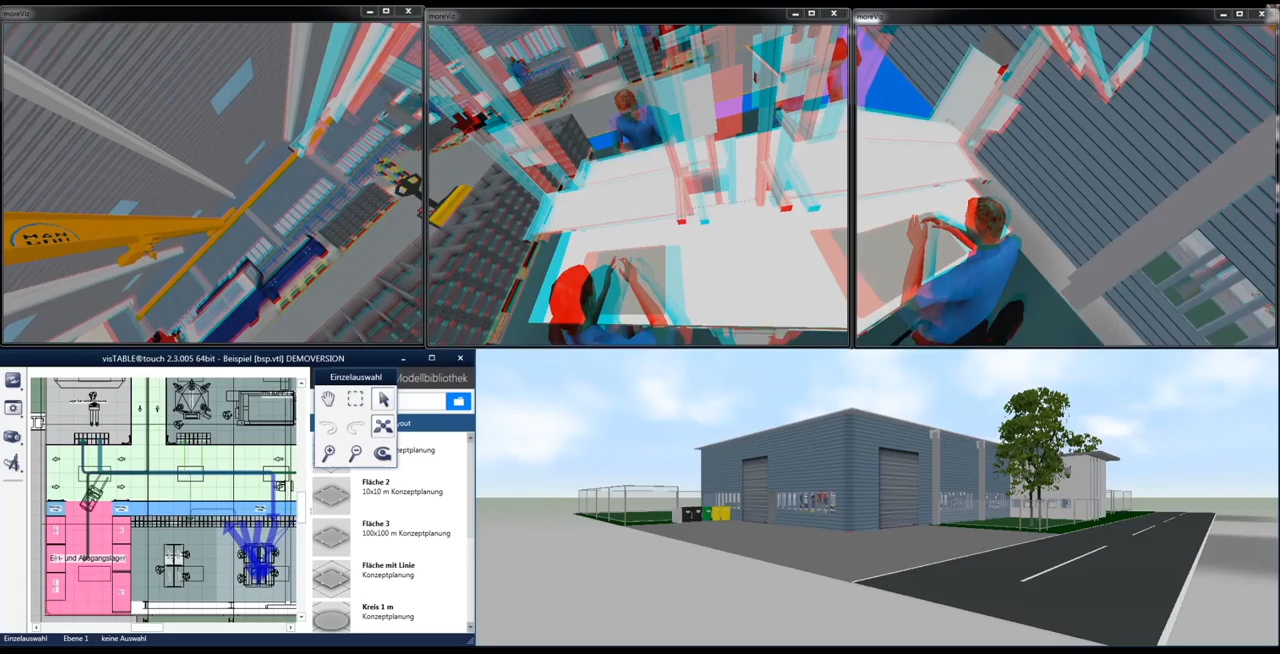 moreViz
moreViz
moreViz
MAN
visTABLE®touch 2.3.005 64bit - Beispiel [bsp.vtl] DEMOVERSION
Einzelauswahl
Modellbibliothek
yout
zeptplanung
Fläche 2
10x10 m Konzeptplanung
Fläche 3
100x100 m Konzeptplanung
Fläche mit Linie
Konzeptplanung
Kreis 1 m
Konzeptplanung
Ein- und Ausgangslager
Einzelauswahl
Ebene 1
keine Auswahl